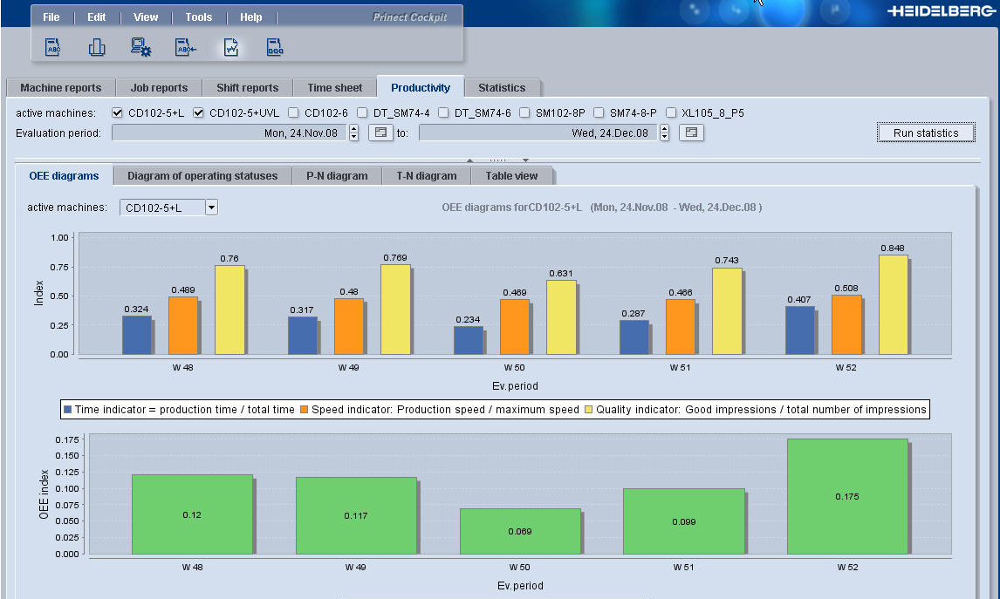 File Edit View Tools Help Prinect Cockpit HEIDELBERG
ABC ABC
Machine reports Job reports Shift reports Time sheet Productivity Statistics
active machines: CD102-5+L CD102-5+UVL CD102-6 DT_SM74-4 DT_SM74-6 SM102-8P SM74-8-P XL105_8_P5
Evaluation period: Mon, 24.Nov.08 to: Wed, 24.Dec.08 Run statistics
OEE diagrams Diagram of operating statuses P-N diagram T-N diagram Table view
active machines: CD102-5+L OEE diagrams forCD102-5+L (Mon, 24.Nov.08 - Wed, 24.Dec.08 )
Index
1.00
0.75
0.50
0.25
0.00
0.324 0.489 0.76 0.317 0.48 0.769 0.234 0.469 0.631 0.287 0.466 0.743 0.407 0.508 0.848
W 48 W 49 W 50 W 51 W 52
Ev.period
Time indicator = production time / total time Speed indicator: Production speed / maximum speed Quality indicator: Good impressions / total number of impressions
OEE index
0.175
0.150
0.125
0.100
0.075
0.050
0.025
0.000
0.12 0.117 0.069 0.099 0.175
W 48 W 49 W 50 W 51 W 52
Ev.period